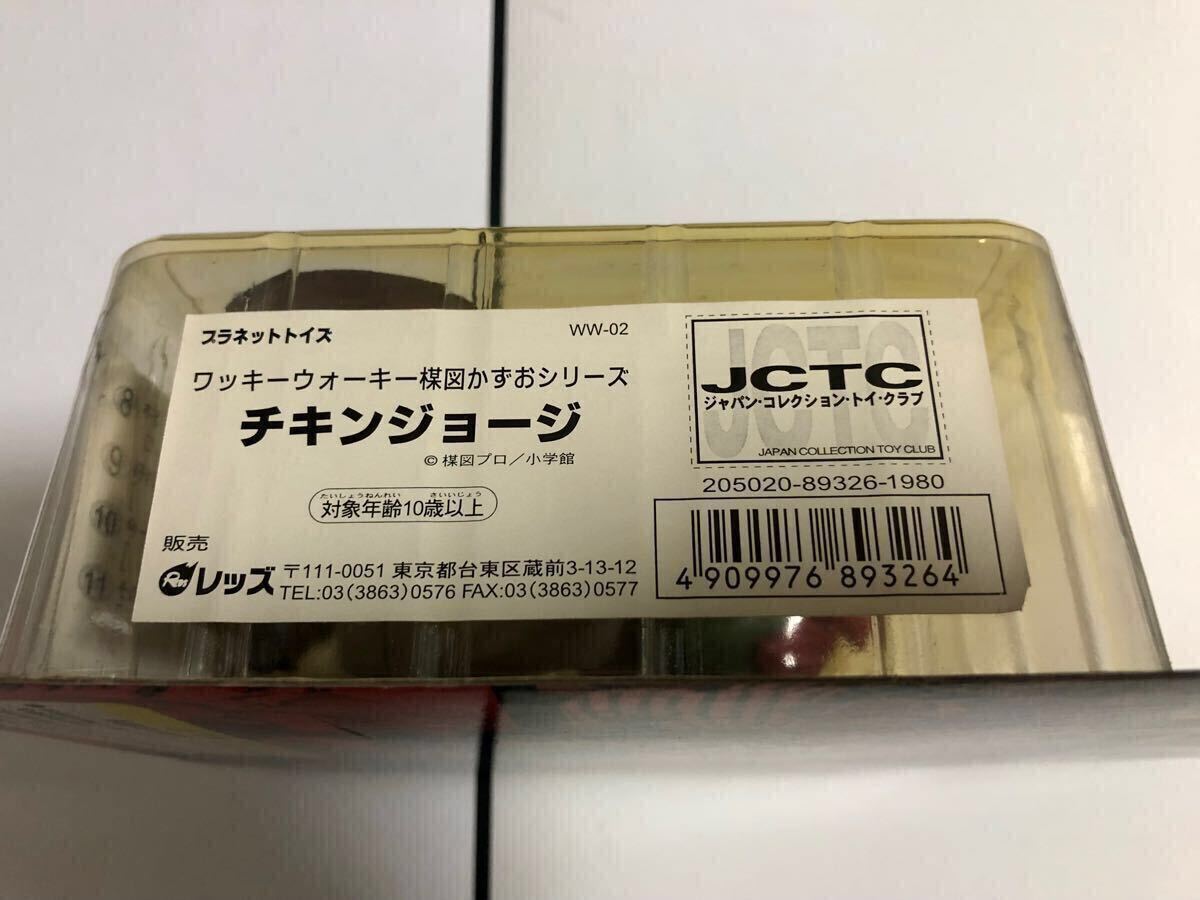 プラネットトイズ
WW-02
ワッキーウォーキー楳図かずおシリーズ
チキンジョージ
© 楳図プロ/小学館
たいしょうねんれい さいいじょう
対象年齢10歳以上
販売
レッズ 〒111-0051 東京都台東区蔵前3-13-12
TEL:03(3863)0576 FAX:03(3863)0577
JCTC
JCTC
ジャパン・コレクション・トイ・クラブ
JAPAN COLLECTION TOY CLUB
205020-89326-1980
4 909976 893264
8
9
10
11